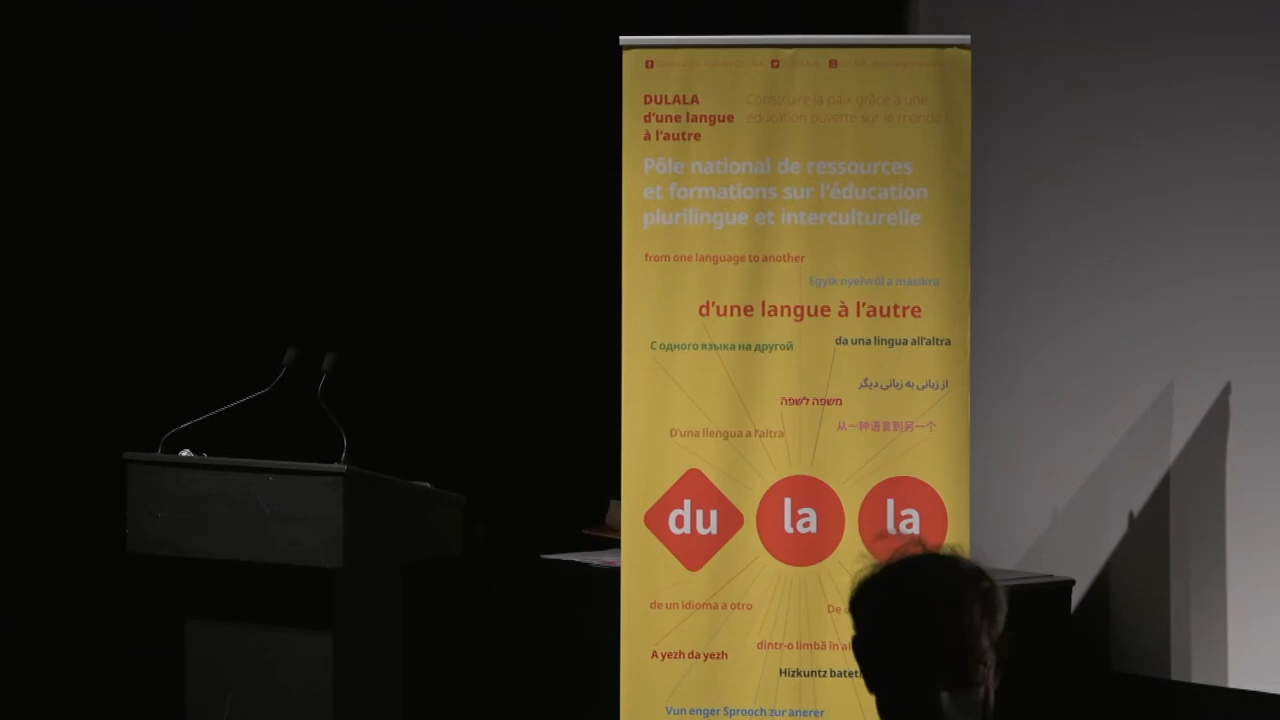 DULALA
d'une langue
à l'autre
Construire la paix grâce à une
éducation ouverte sur le monde !
Pôle national de ressources
et formations sur l'éducation
plurilingue et interculturelle
from one language to another
Egyik nyelvről a másikra
d'une langue à l'autre
С одного языка на другой
da una lingua all'altra
از زبانی به زبانی دیگر
משפה לשפה
从一种语言到另一个
D'una llengua a l'altra
du la la
de un idioma a otro
De
dintr-o limbă în
A yezh da yezh
Hizkuntz
Vun enger Sprooch zur anerer